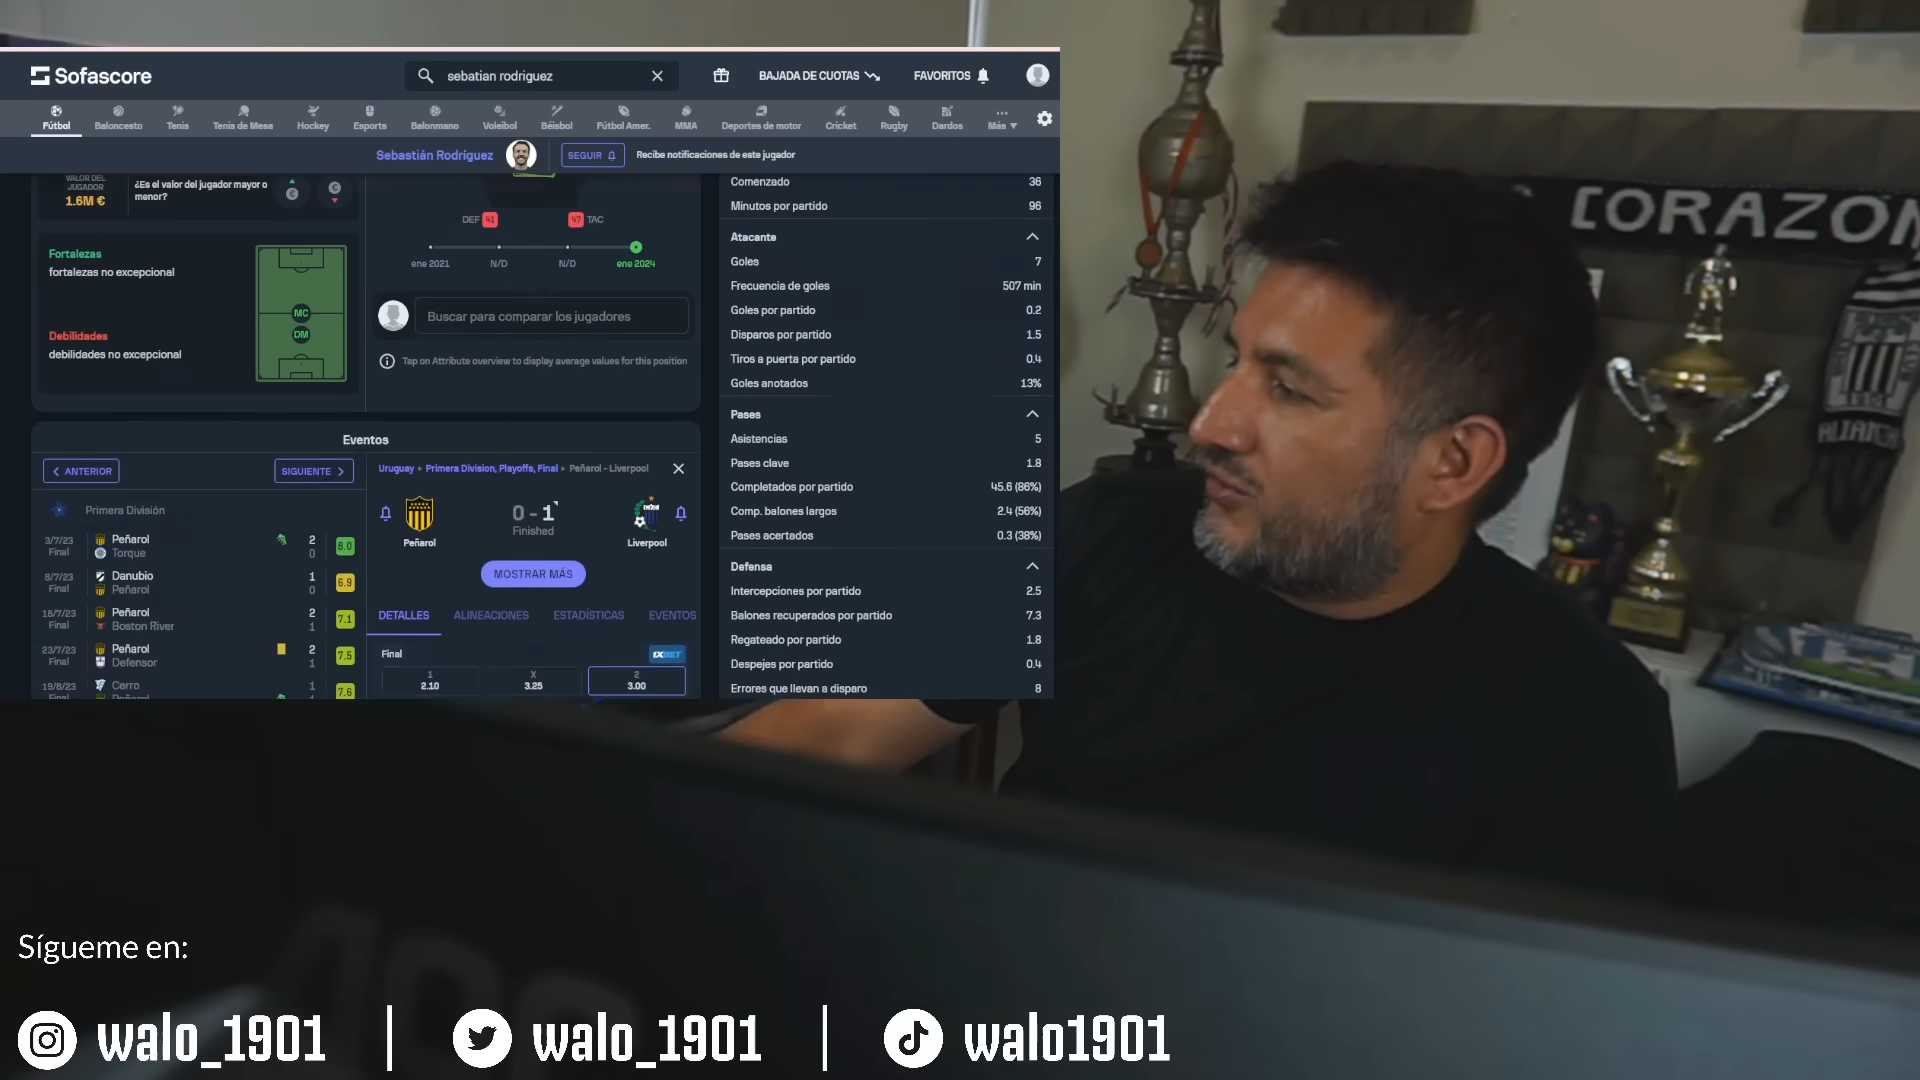 Sofascore
sebatian rodriguez
BAJADA DE CUOTAS
FAVORITOS
Fútbol
Baloncesto
Tenis
Tenis de Mesa
Hockey
Esports
Balonmano
Voleibol
Béisbol
Fútbol Amer.
MMA
Deportes de motor
Cricket
Rugby
Dardos
Más
Sebastián Rodríguez
SEGUIR
Recibe notificaciones de este jugador
VALOR DEL
JUGADOR
1.6M €
¿Es el valor del jugador mayor o
menor?
Fortalezas
fortalezas no excepcional
Debilidades
debilidades no excepcional
MC
DM
DEF 41
47 TAC
ene 2021
N/D
N/D
ene 2024
Buscar para comparar los jugadores
Tap on Attribute overview to display average values for this position
Comenzado 36
Minutos por partido 96
Atacante
Goles 7
Frecuencia de goles 507 min
Goles por partido 0.2
Disparos por partido 1.5
Tiros a puerta por partido 0.4
Goles anotados 13%
Pases
Asistencias 5
Pases clave 1.8
Completados por partido 45.6 (86%)
Comp. balones largos 2.4 (56%)
Pases acertados 0.3 (38%)
Defensa
Intercepciones por partido 2.5
Balones recuperados por partido 7.3
Regateado por partido 1.8
Despejes por partido 0.4
Errores que llevan a disparo 8
Eventos
ANTERIOR
SIGUIENTE
Primera División
3/7/23 Peñarol 2
Final Torque 0
8.0
8/7/23 Danubio 1
Final Peñarol 0
6.9
16/7/23 Peñarol 2
Final Boston River 1
7.1
23/7/23 Peñarol 2
Final Defensor 1
7.5
19/8/23 Cerro 1
7.6
Uruguay Primera Division, Playoffs, Final Peñarol - Liverpool
0 - 1
Finished
Peñarol
Liverpool
MOSTRAR MÁS
DETALLES
ALINEACIONES
ESTADÍSTICAS
EVENTOS
Final
1XBET
1
2.10
X
3.25
2
3.00
CORAZON
ALIANZA
Sígueme en:
walo_1901 | walo_1901 | walo1901